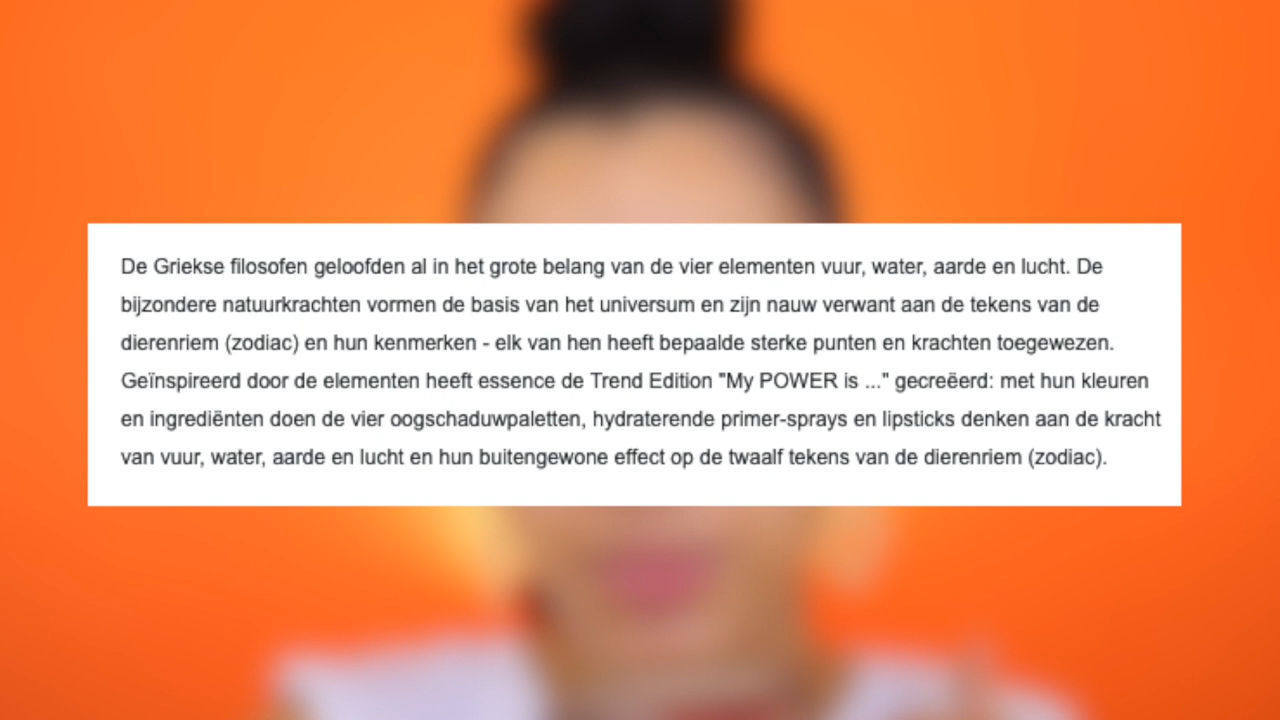 De Griekse filosofen geloofden al in het grote belang van de vier elementen vuur, water, aarde en lucht. De
bijzondere natuurkrachten vormen de basis van het universum en zijn nauw verwant aan de tekens van de
dierenriem (zodiac) en hun kenmerken - elk van hen heeft bepaalde sterke punten en krachten toegewezen.
Geïnspireerd door de elementen heeft essence de Trend Edition "My POWER is ..." gecreëerd: met hun kleuren
en ingrediënten doen de vier oogschaduwpaletten, hydraterende primer-sprays en lipsticks denken aan de kracht
van vuur, water, aarde en lucht en hun buitengewone effect op de twaalf tekens van de dierenriem (zodiac).